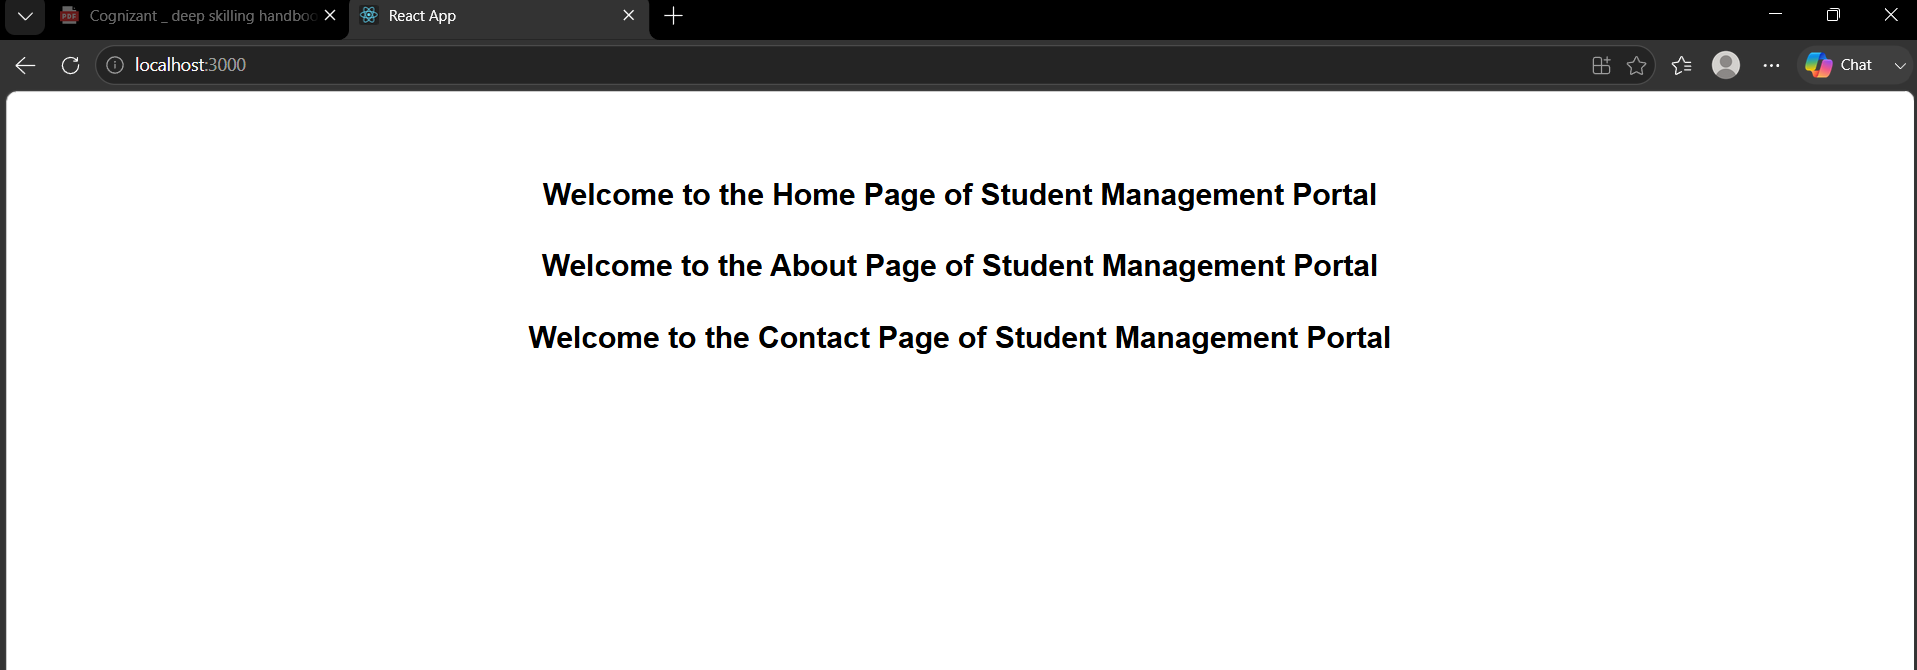 PDF
Cognizant _ deep skilling handboo
React App
localhost:3000
Chat
Welcome to the Home Page of Student Management Portal
Welcome to the About Page of Student Management Portal
Welcome to the Contact Page of Student Management Portal